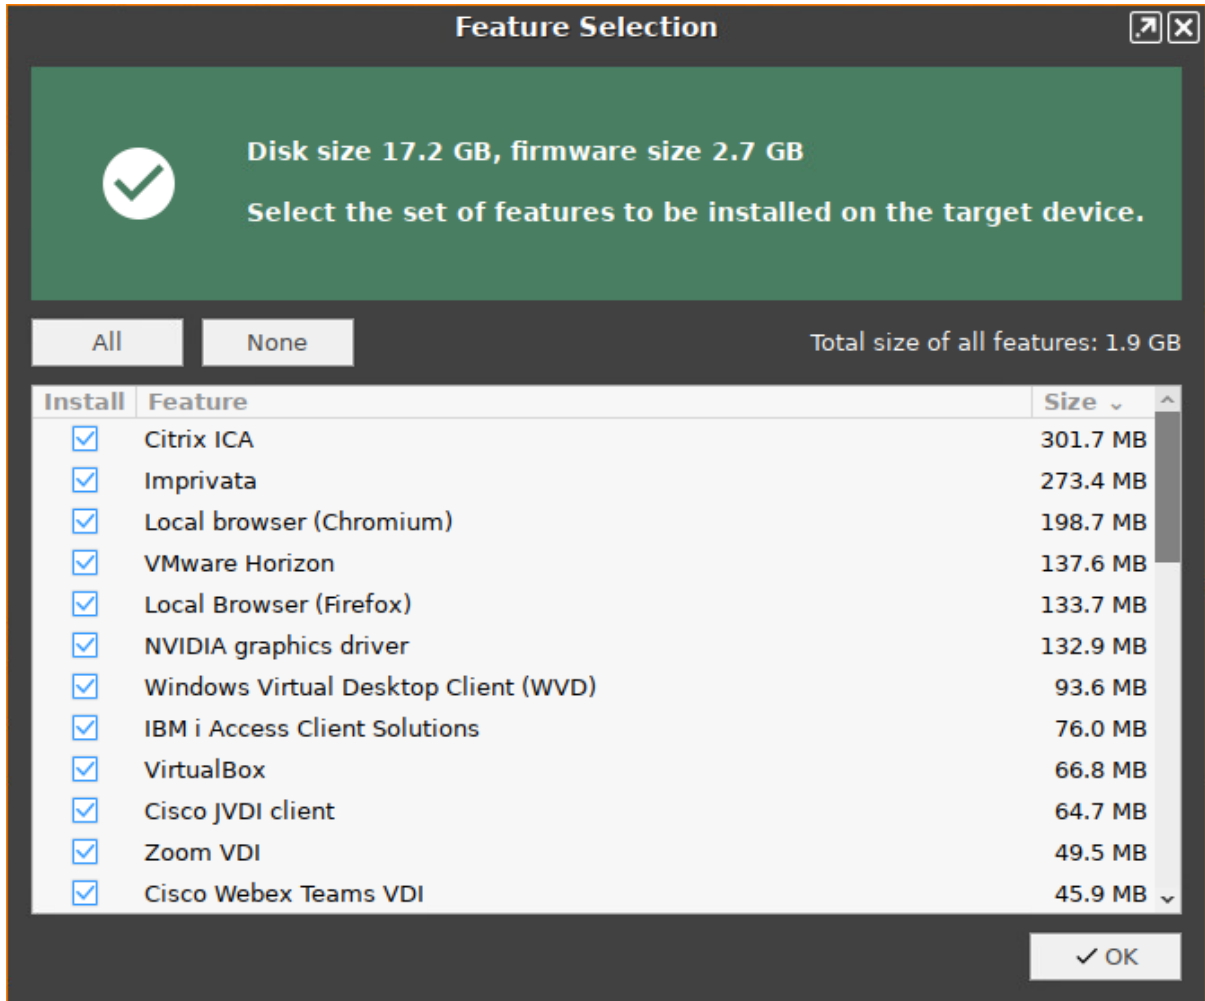 Feature Selection
Disk size 17.2 GB, firmware size 2.7 GB
Select the set of features to be installed on the target device.
All None Total size of all features: 1.9 GB
Install Feature Size
Citrix ICA 301.7 MB
Imprivata 273.4 MB
Local browser (Chromium) 198.7 MB
VMware Horizon 137.6 MB
Local Browser (Firefox) 133.7 MB
NVIDIA graphics driver 132.9 MB
Windows Virtual Desktop Client (WVD) 93.6 MB
IBM i Access Client Solutions 76.0 MB
VirtualBox 66.8 MB
Cisco JVDI client 64.7 MB
Zoom VDI 49.5 MB
Cisco Webex Teams VDI 45.9 MB
OK